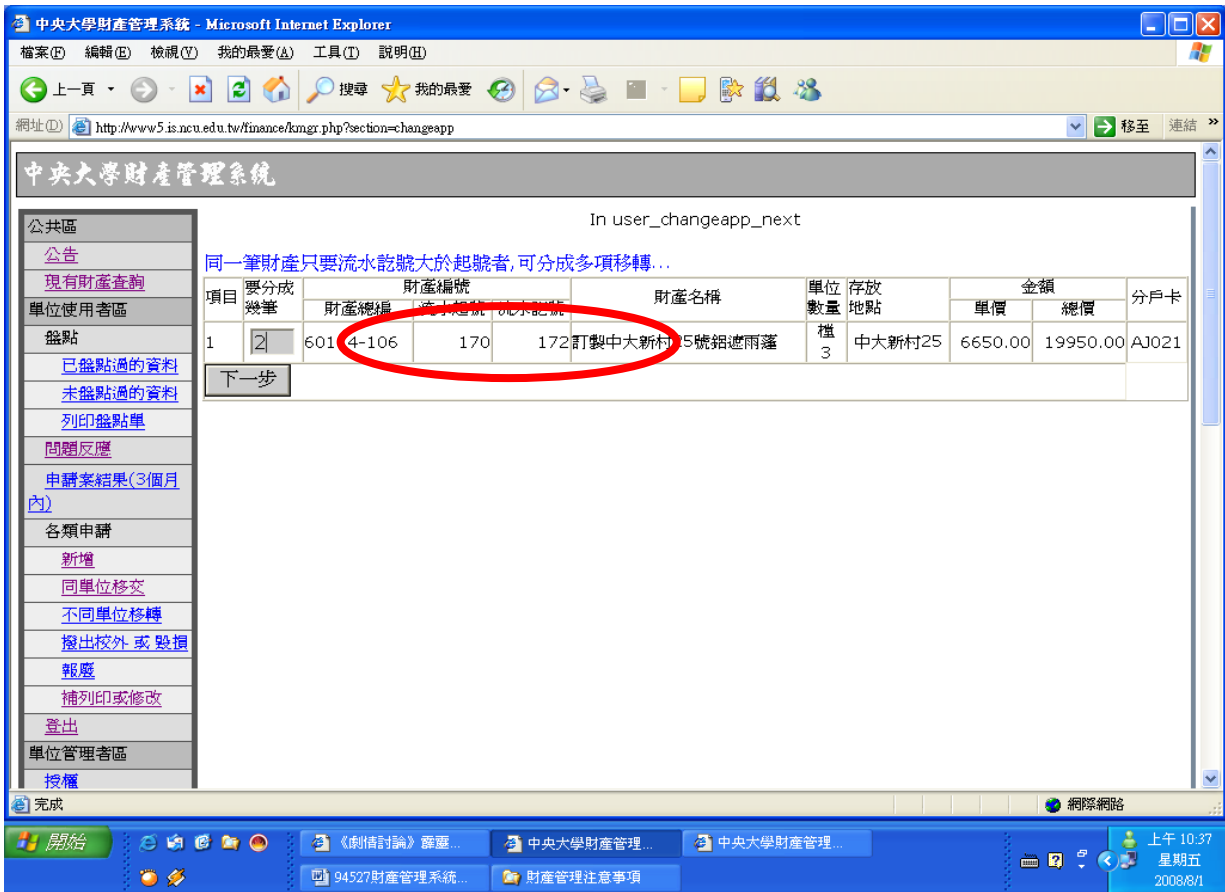 中央大學財產管理系統 - Microsoft Internet Explorer
檔案(F) 編輯(E) 檢視(V) 我的最愛(A) 工具(T) 說明(H)
上一頁 搜尋 我的最愛
網址(D) http://www5.is.ncu.edu.tw/finance/kmgr.php?section=changeapp 移至 連結 »
中央大學財產管理系統
公共區
公告
現有財產查詢
單位使用者區
盤點
已盤點過的資料
未盤點過的資料
列印盤點單
問題反應
申請案結果(3個月
內)
各類申請
新增
同單位移交
不同單位移轉
撥出校外 或 毀損
報廢
補列印或修改
登出
單位管理者區
授權
In user_changeapp_next
同一筆財產只要流水訖號大於起號者,可分成多項移轉...
項目 要分成幾筆 財產編號 財產名稱 單位數量 存放地點 金額 分戶卡
財產總編 流水起號 流水訖號 單價 總價
1 2 601 4-106 170 172 訂製中大新村 25號鋁遮雨蓬 檔 3 中大新村25 6650.00 19950.00 AJ021
下一步
完成 網際網路
開始 《劇情討論》霹靂... 中央大學財產管理... 中央大學財產管理... 上午 10:37
94527財產管理系統... 財產管理注意事項 星期五
2008/8/1